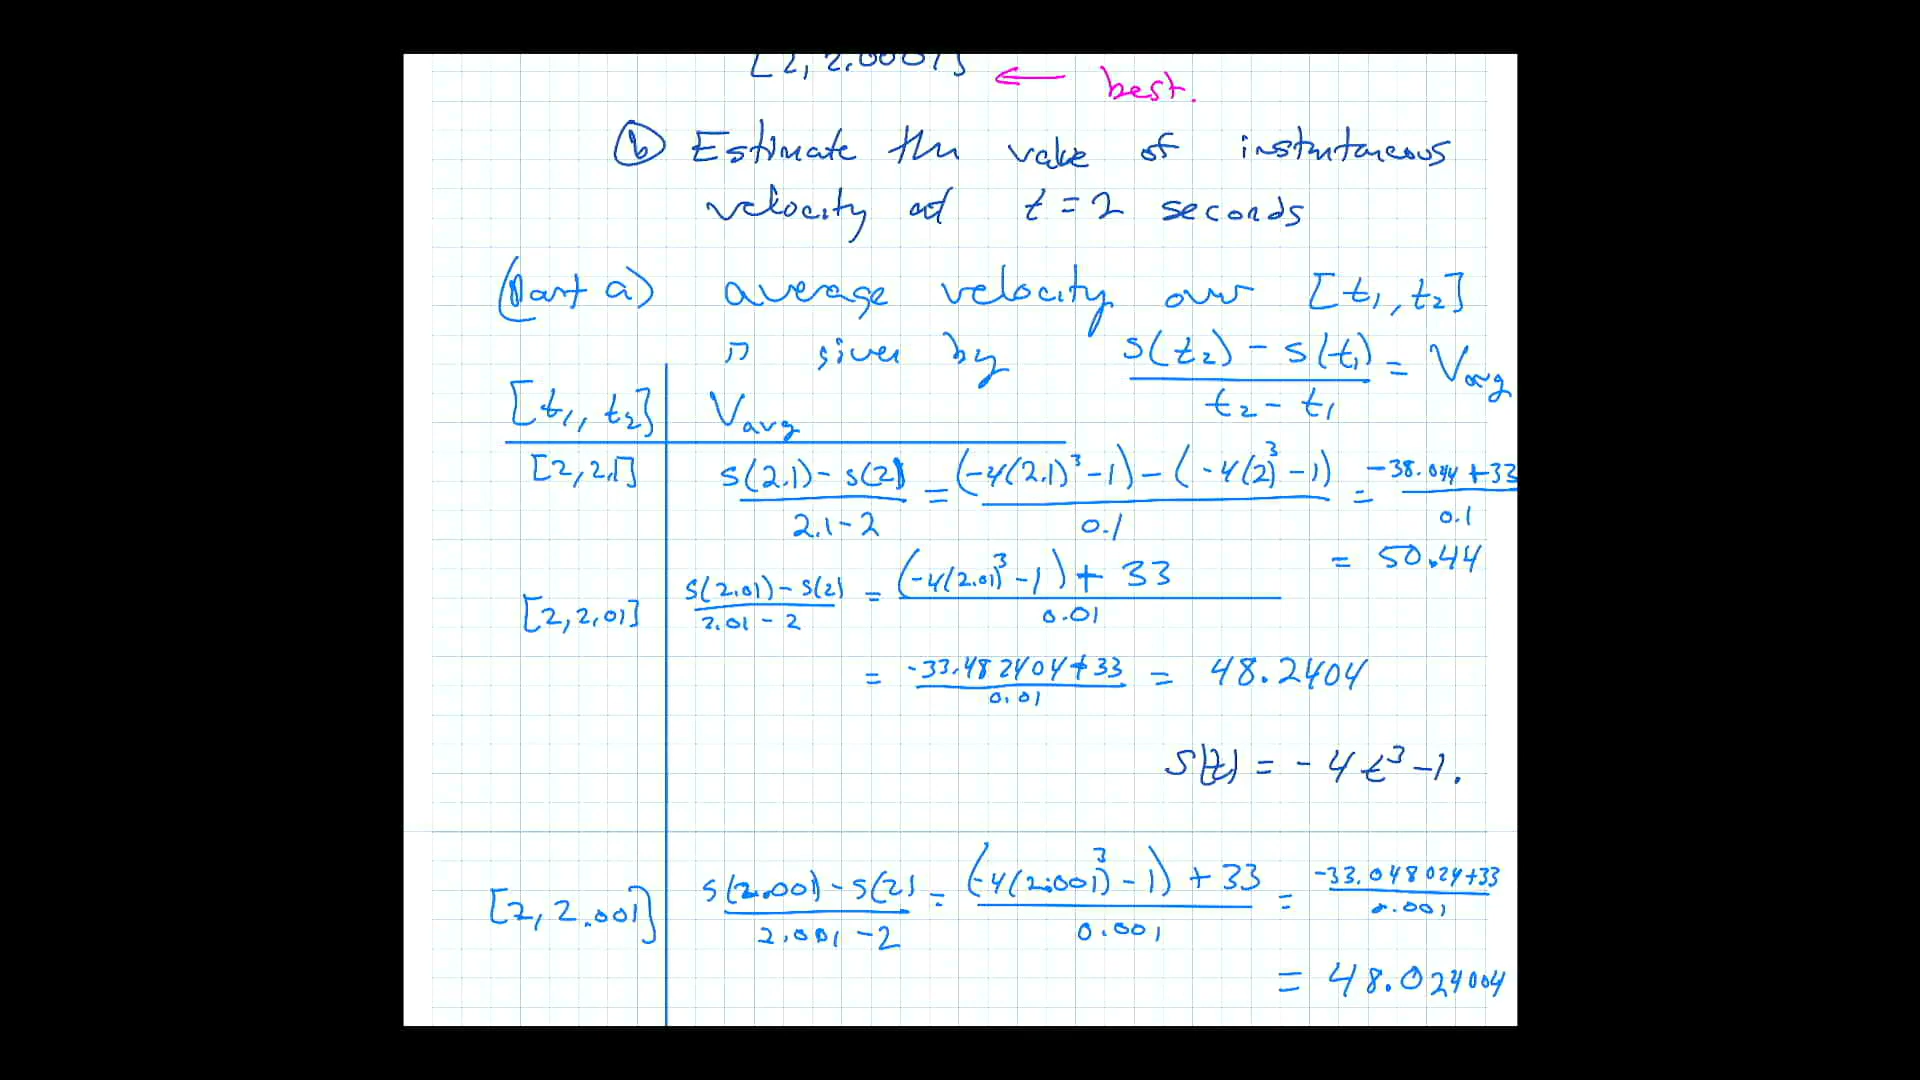 [2, 2.0001] ← best.
(b) Estimate the value of instantaneous
velocity at t = 2 seconds
(Part a) average velocity over [t₁, t₂]
is given by (s(t₂) - s(t₁))/(t₂ - t₁) = Vavg
[t₁, t₂] Vavg
[2, 2.1] (s(2.1) - s(2))/(2.1 - 2) = ((-4(2.1)³ - 1) - (-4(2)³ - 1))/0.1 = (-38.044 + 33)/0.1
= 50.44
[2, 2.01] (s(2.01) - s(2))/(2.01 - 2) = ((-4(2.01)³ - 1) + 33)/0.01
= (-33.482404 + 33)/0.01 = 48.2404
s(t) = -4t³ - 1.
[2, 2.001] (s(2.001) - s(2))/(2.001 - 2) = ((-4(2.001)³ - 1) + 33)/0.001 = (-33.048024 + 33)/0.001
= 48.024004